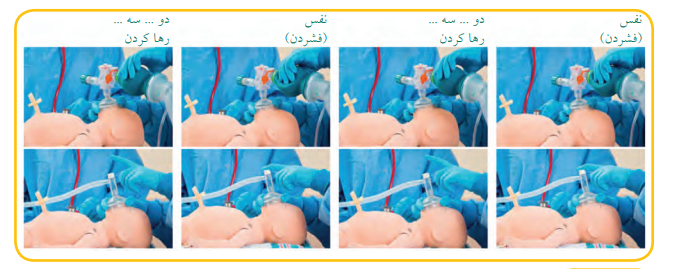 نفس
(فشردن)
دو ... سه ...
رها کردن
نفس
(فشردن)
دو ... سه ...
رها کردن